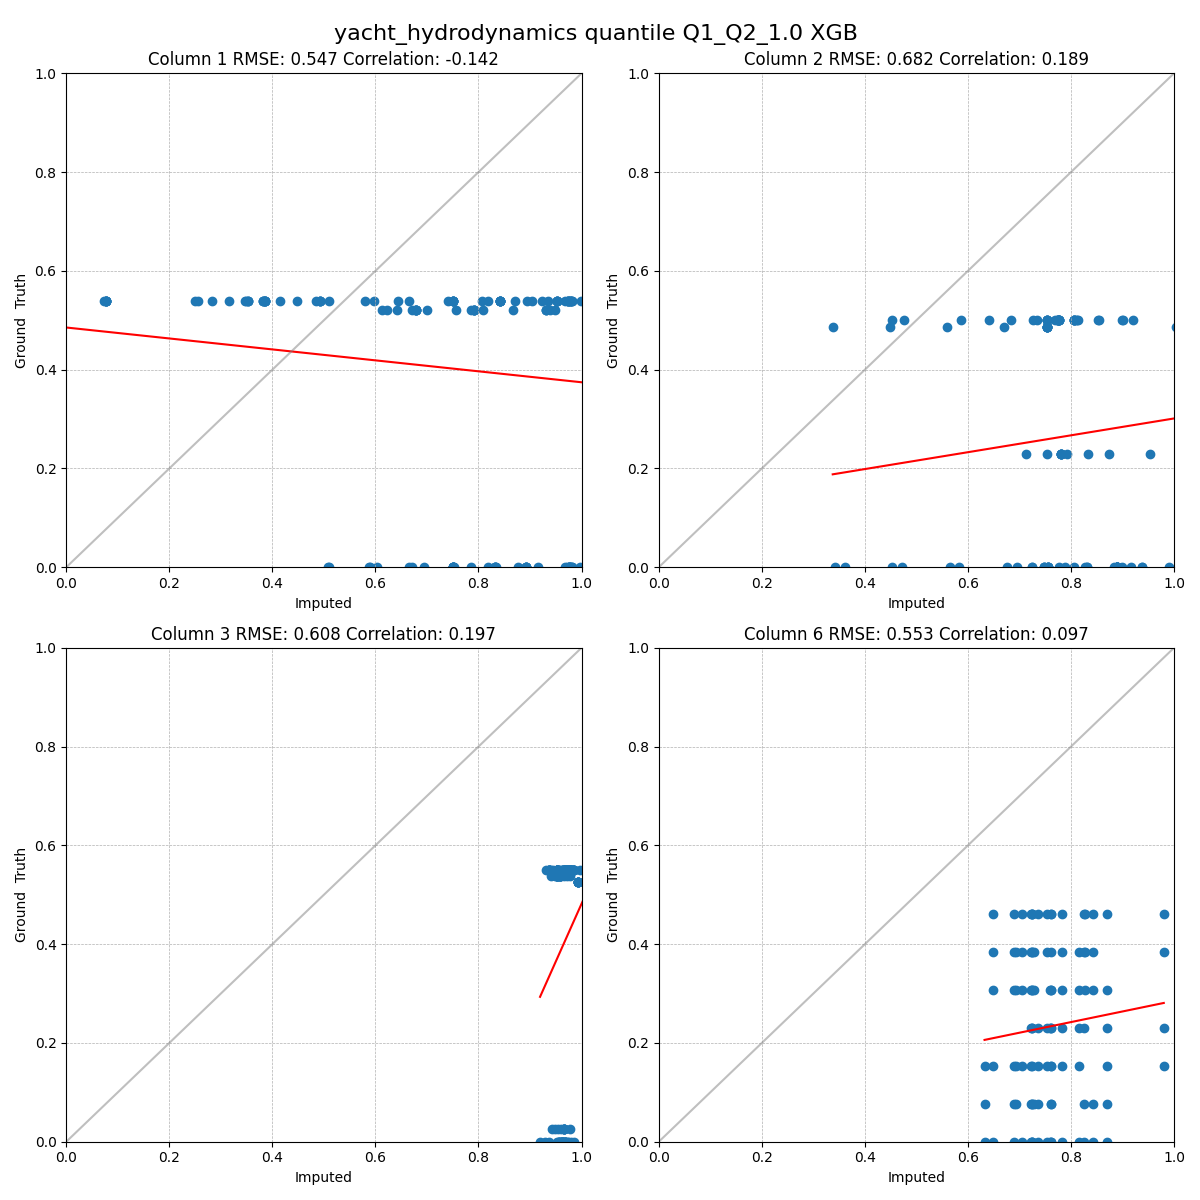 yacht_hydrodynamics quantile Q1_Q2_1.0 XGB
Column 1 RMSE: 0.547 Correlation: -0.142
1.0
0.8
0.6
0.4
0.2
0.0
Ground  Truth
0.0 0.2 0.4 0.6 0.8 1.0
Imputed
Column 2 RMSE: 0.682 Correlation: 0.189
1.0
0.8
0.6
0.4
0.2
0.0
Ground  Truth
0.0 0.2 0.4 0.6 0.8 1.0
Imputed
Column 3 RMSE: 0.608 Correlation: 0.197
1.0
0.8
0.6
0.4
0.2
0.0
Ground  Truth
0.0 0.2 0.4 0.6 0.8 1.0
Imputed
Column 6 RMSE: 0.553 Correlation: 0.097
1.0
0.8
0.6
0.4
0.2
0.0
Ground  Truth
0.0 0.2 0.4 0.6 0.8 1.0
Imputed